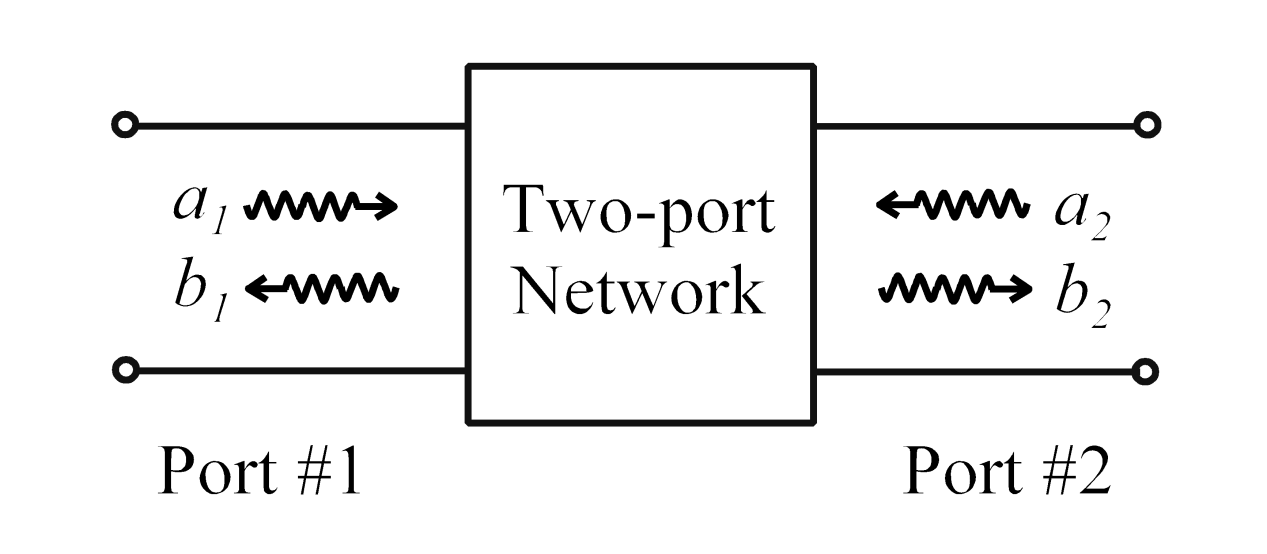 a1
b1
Two-port
Network
a2
b2
Port #1
Port #2